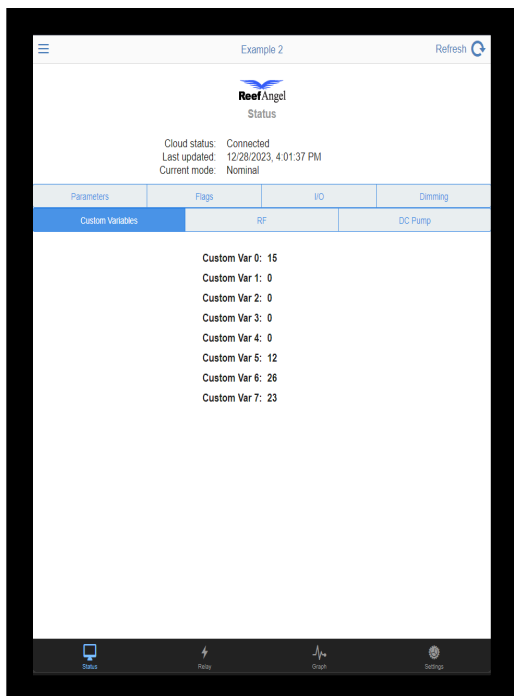 Example 2
Refresh
ReefAngel
Status
Cloud status: Connected
Last updated: 12/28/2023, 4:01:37 PM
Current mode: Nominal
Parameters Flags I/O Dimming
Custom Variables RF DC Pump
Custom Var 0: 15
Custom Var 1: 0
Custom Var 2: 0
Custom Var 3: 0
Custom Var 4: 0
Custom Var 5: 12
Custom Var 6: 26
Custom Var 7: 23
Status Relay Graph Settings